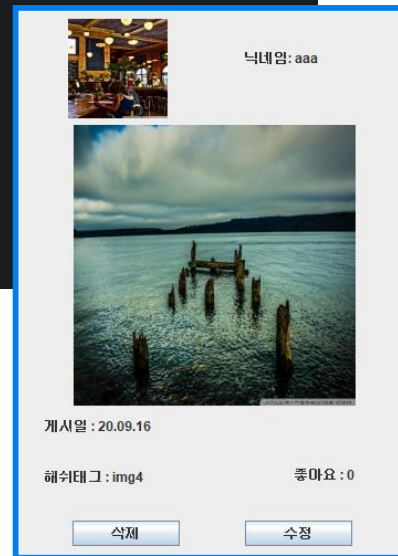 닉네임: aaa
게시일 : 20.09.16
해쉬태그 : img4
좋아요 : 0
삭제
수정